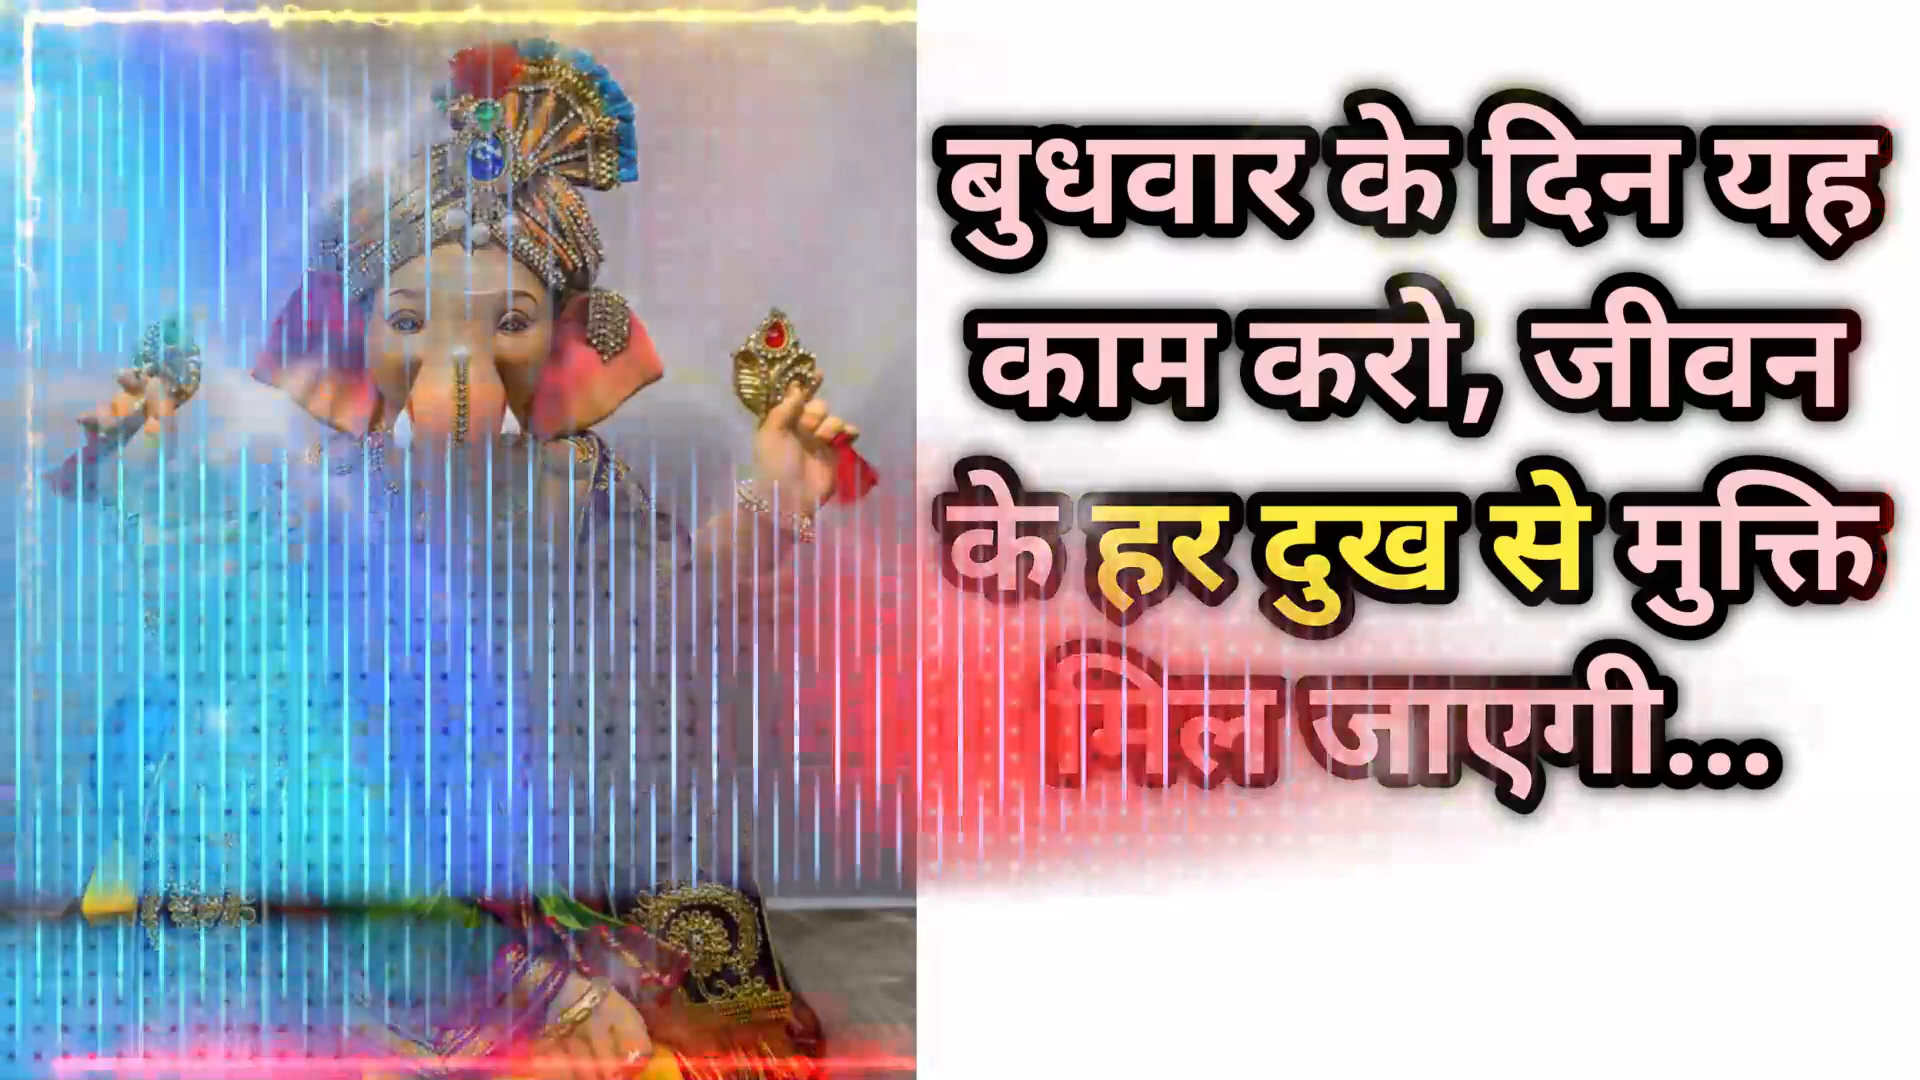 बुधवार के दिन यह
काम करो, जीवन
के हर दुख से मुक्ति
मिल जाएगी...